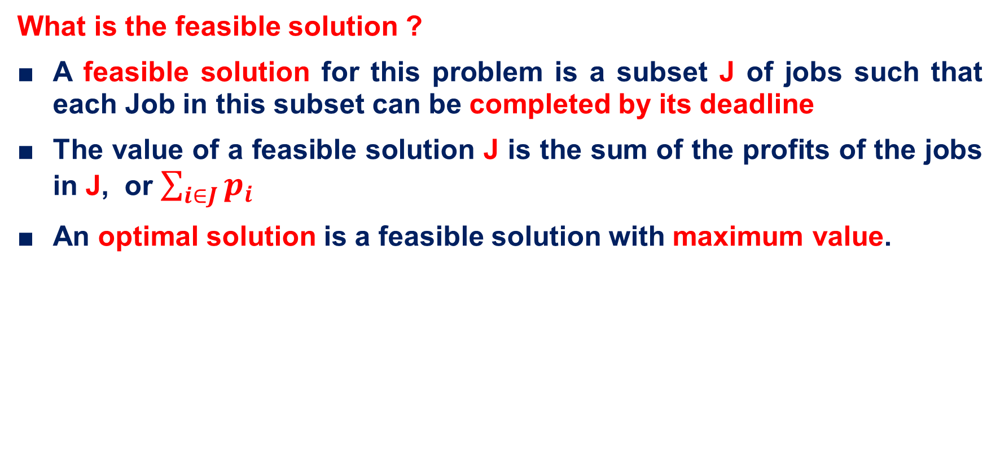 What is the feasible solution ?
■ A feasible solution for this problem is a subset J of jobs such that
each Job in this subset can be completed by its deadline
■ The value of a feasible solution J is the sum of the profits of the jobs
in J, or ∑_{i∈J} p_i
■ An optimal solution is a feasible solution with maximum value.